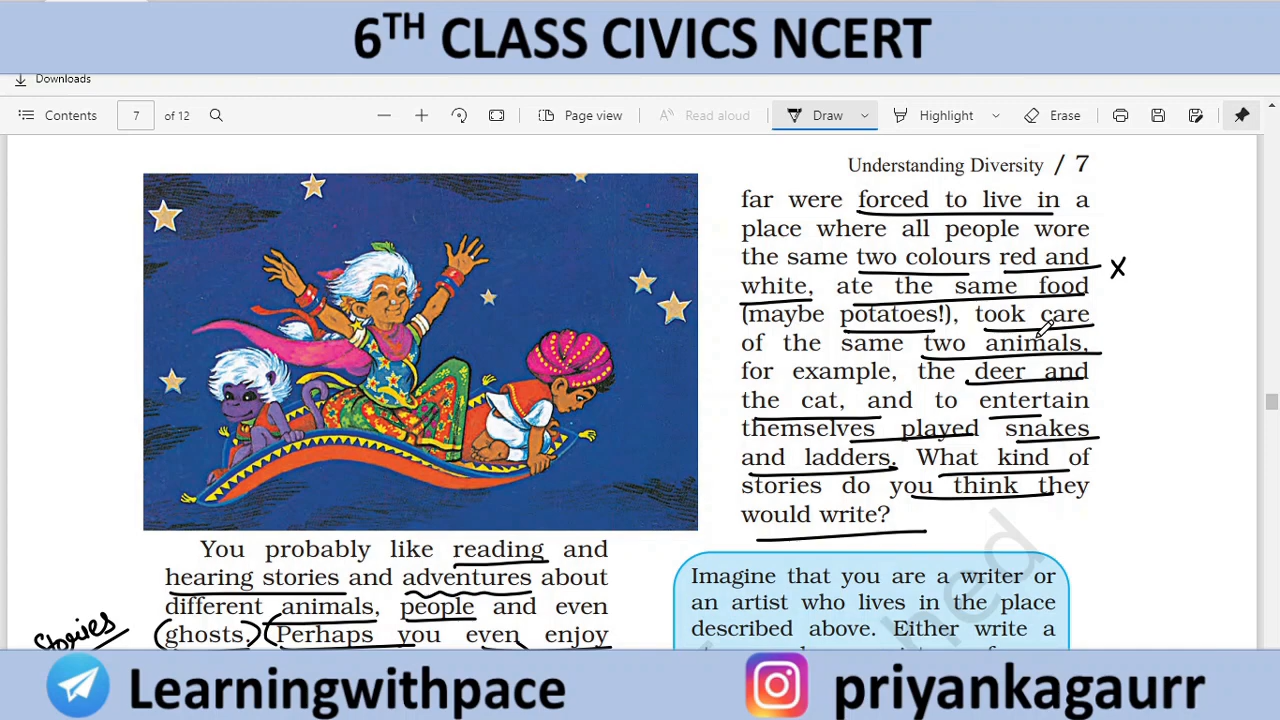 6TH CLASS CIVICS NCERT
Downloads
Contents 7 of 12 Page view Read aloud Draw Highlight Erase
Understanding Diversity / 7
far were forced to live in a
place where all people wore
the same two colours red and
white, ate the same food
(maybe potatoes!), took care
of the same two animals,
for example, the deer and
the cat, and to entertain
themselves played snakes
and ladders. What kind of
stories do you think they
would write?
You probably like reading and
hearing stories and adventures about
different animals, people and even
ghosts. Perhaps you even enjoy
Stories
Imagine that you are a writer or
an artist who lives in the place
described above. Either write a
Learningwithpace
priyankagaurr